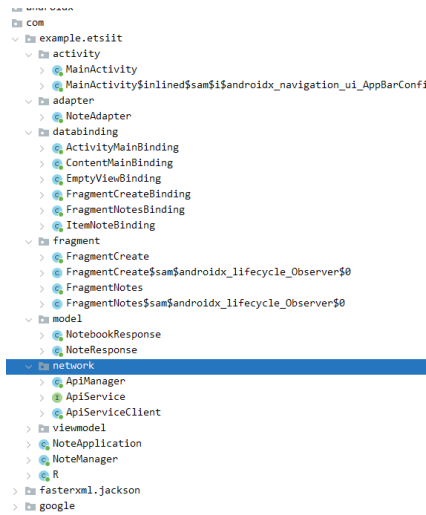 androidx
com
example.etsiit
activity
MainActivity
MainActivity$inlined$sam$i$androidx_navigation_ui_AppBarConfi
adapter
NoteAdapter
databinding
ActivityMainBinding
ContentMainBinding
EmptyViewBinding
FragmentCreateBinding
FragmentNotesBinding
ItemNoteBinding
fragment
FragmentCreate
FragmentCreate$sam$androidx_lifecycle_Observer$0
FragmentNotes
FragmentNotes$sam$androidx_lifecycle_Observer$0
model
NotebookResponse
NoteResponse
network
ApiManager
ApiService
ApiServiceClient
viewmodel
NoteApplication
NoteManager
R
fasterxml.jackson
google